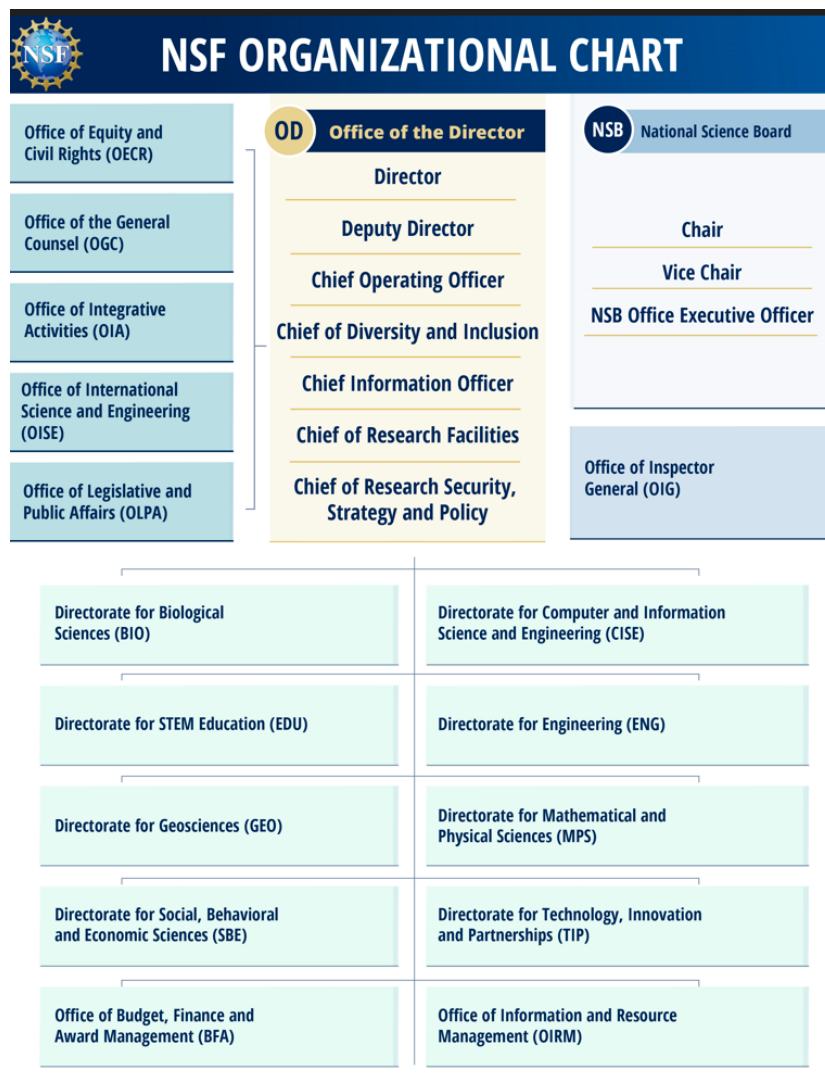 NSF
NSF ORGANIZATIONAL CHART
Office of Equity and
Civil Rights (OECR)
Office of the General
Counsel (OGC)
Office of Integrative
Activities (OIA)
Office of International
Science and Engineering
(OISE)
Office of Legislative and
Public Affairs (OLPA)
OD
Office of the Director
Director
Deputy Director
Chief Operating Officer
Chief of Diversity and Inclusion
Chief Information Officer
Chief of Research Facilities
Chief of Research Security,
Strategy and Policy
NSB
National Science Board
Chair
Vice Chair
NSB Office Executive Officer
Office of Inspector
General (OIG)
Directorate for Biological
Sciences (BIO)
Directorate for Computer and Information
Science and Engineering (CISE)
Directorate for STEM Education (EDU)
Directorate for Engineering (ENG)
Directorate for Geosciences (GEO)
Directorate for Mathematical and
Physical Sciences (MPS)
Directorate for Social, Behavioral
and Economic Sciences (SBE)
Directorate for Technology, Innovation
and Partnerships (TIP)
Office of Budget, Finance and
Award Management (BFA)
Office of Information and Resource
Management (OIRM)